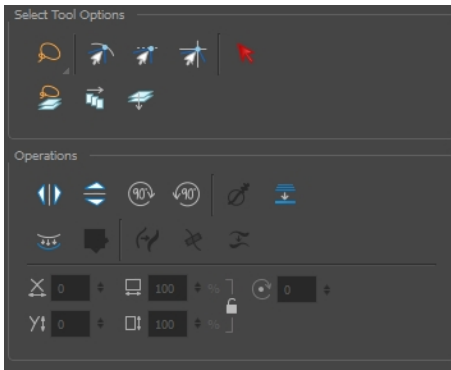 Select Tool Options
Operations
90° 90°
X 0 100 % 0
Y 0 100 %